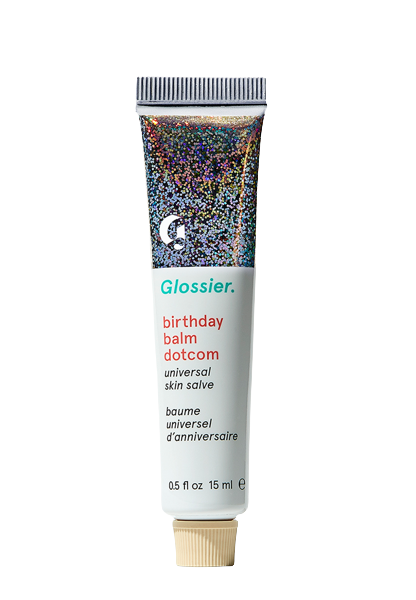 G
Glossier.
birthday
balm
dotcom
universal
skin salve
baume
universel
d'anniversaire
0.5 fl oz 15 ml ℮